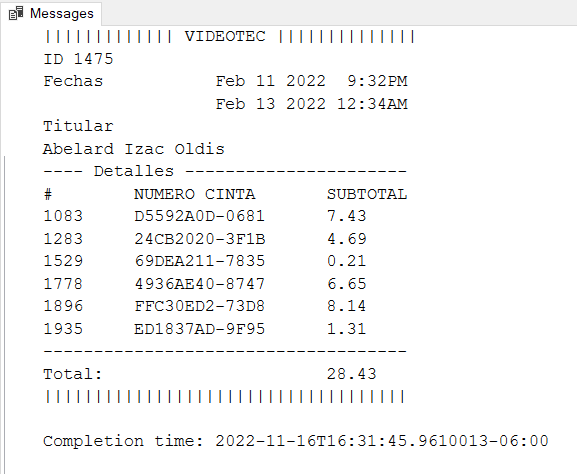 Messages
||||||||||||| VIDEOTEC ||||||||||||||
ID 1475
Fechas Feb 11 2022 9:32PM
Feb 13 2022 12:34AM
Titular
Abelard Izac Oldis
---- Detalles ----------------------
# NUMERO CINTA SUBTOTAL
1083 D5592A0D-0681 7.43
1283 24CB2020-3F1B 4.69
1529 69DEA211-7835 0.21
1778 4936AE40-8747 6.65
1896 FFC30ED2-73D8 8.14
1935 ED1837AD-9F95 1.31
------------------------------------
Total: 28.43
||||||||||||||||||||||||||||||||||||
Completion time: 2022-11-16T16:31:45.9610013-06:00